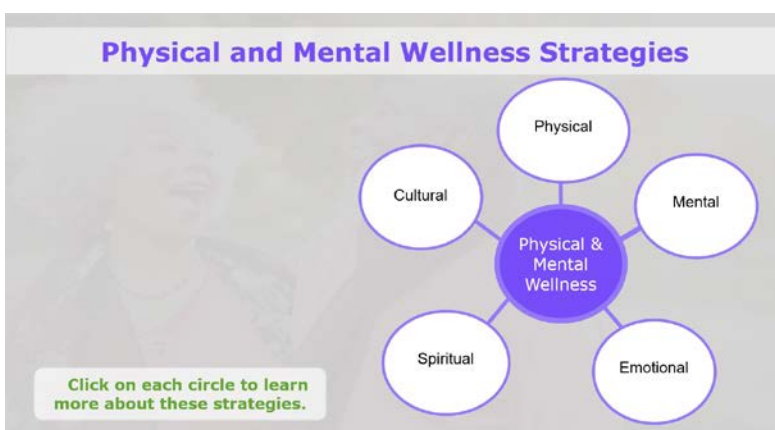 Physical and Mental Wellness Strategies
Physical
Cultural
Mental
Physical &
Mental
Wellness
Spiritual
Emotional
Click on each circle to learn
more about these strategies.